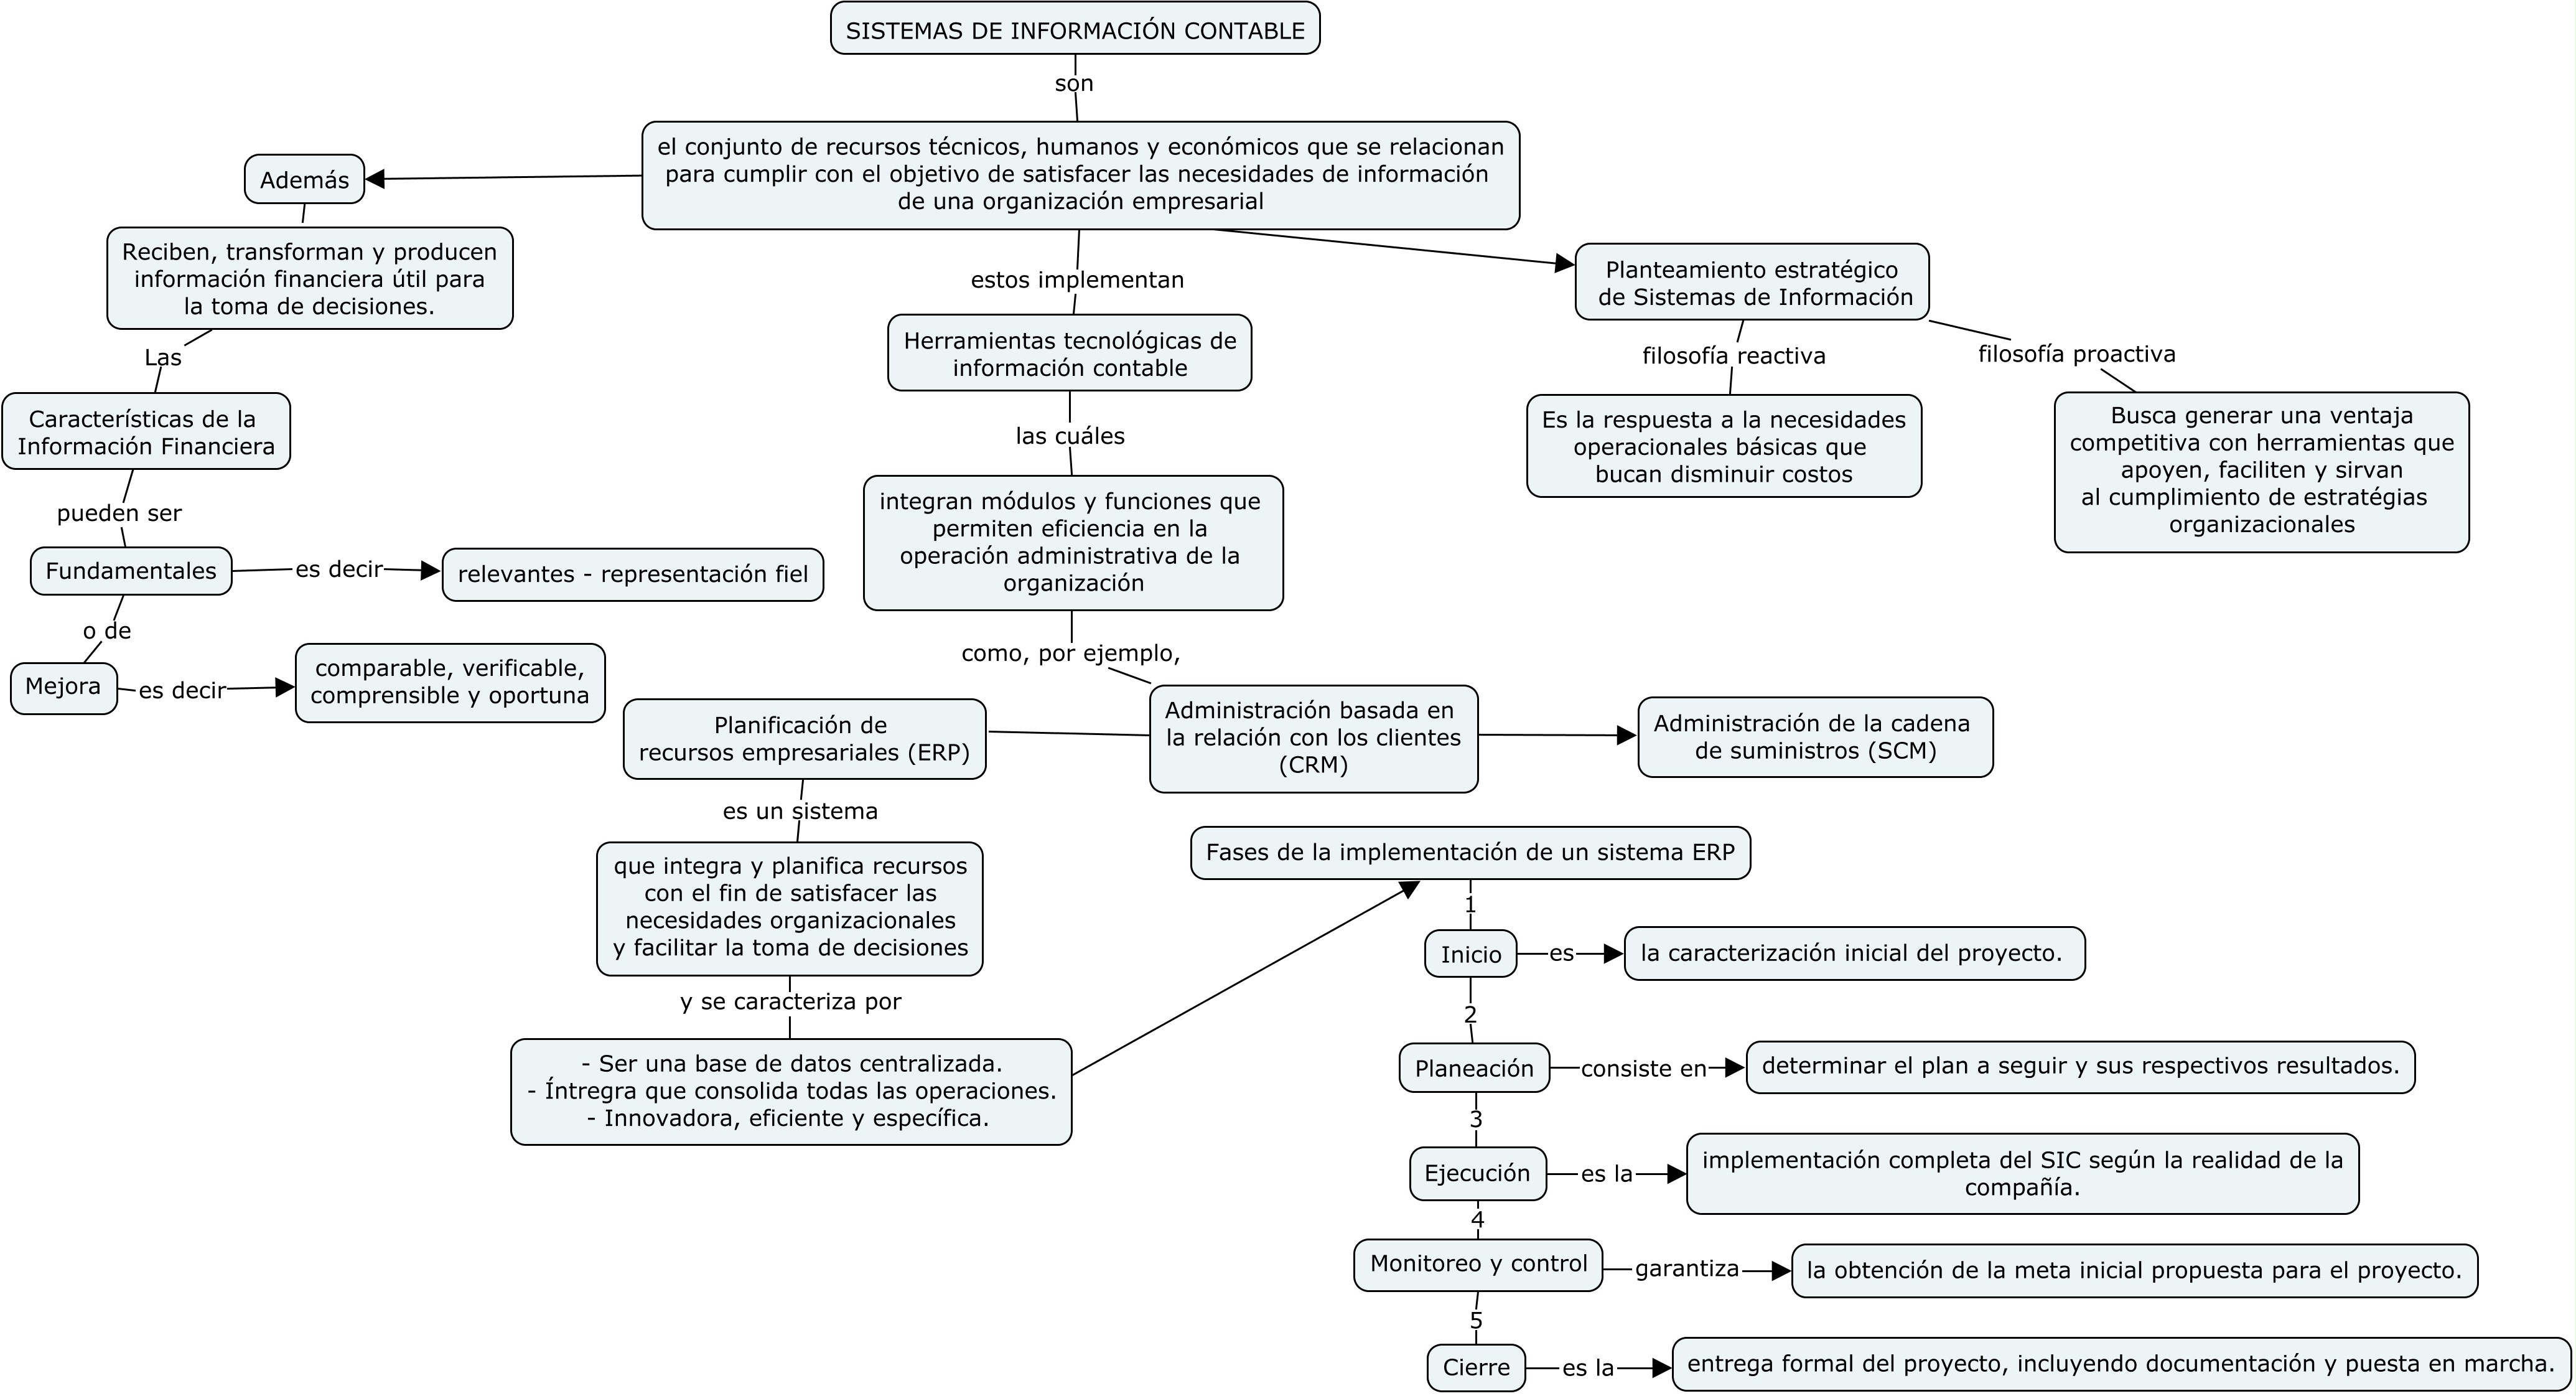 SISTEMAS DE INFORMACIÓN CONTABLE
son
el conjunto de recursos técnicos, humanos y económicos que se relacionan
para cumplir con el objetivo de satisfacer las necesidades de información
de una organización empresarial
Además
Reciben, transforman y producen
información financiera útil para
la toma de decisiones.
Las
Características de la
Información Financiera
pueden ser
Fundamentales
es decir
relevantes - representación fiel
o de
Mejora
es decir
comparable, verificable,
comprensible y oportuna
estos implementan
Herramientas tecnológicas de
información contable
las cuáles
integran módulos y funciones que
permiten eficiencia en la
operación administrativa de la
organización
como, por ejemplo,
Planteamiento estratégico
de Sistemas de Información
filosofía reactiva
Es la respuesta a la necesidades
operacionales básicas que
bucan disminuir costos
filosofía proactiva
Busca generar una ventaja
competitiva con herramientas que
apoyen, faciliten y sirvan
al cumplimiento de estratégias
organizacionales
Planificación de
recursos empresariales (ERP)
Administración basada en
la relación con los clientes
(CRM)
Administración de la cadena
de suministros (SCM)
es un sistema
que integra y planifica recursos
con el fin de satisfacer las
necesidades organizacionales
y facilitar la toma de decisiones
y se caracteriza por
- Ser una base de datos centralizada.
- Íntregra que consolida todas las operaciones.
- Innovadora, eficiente y específica.
Fases de la implementación de un sistema ERP
1
Inicio
es
la caracterización inicial del proyecto.
2
Planeación
consiste en
determinar el plan a seguir y sus respectivos resultados.
3
Ejecución
es la
implementación completa del SIC según la realidad de la
compañía.
4
Monitoreo y control
garantiza
la obtención de la meta inicial propuesta para el proyecto.
5
Cierre
es la
entrega formal del proyecto, incluyendo documentación y puesta en marcha.